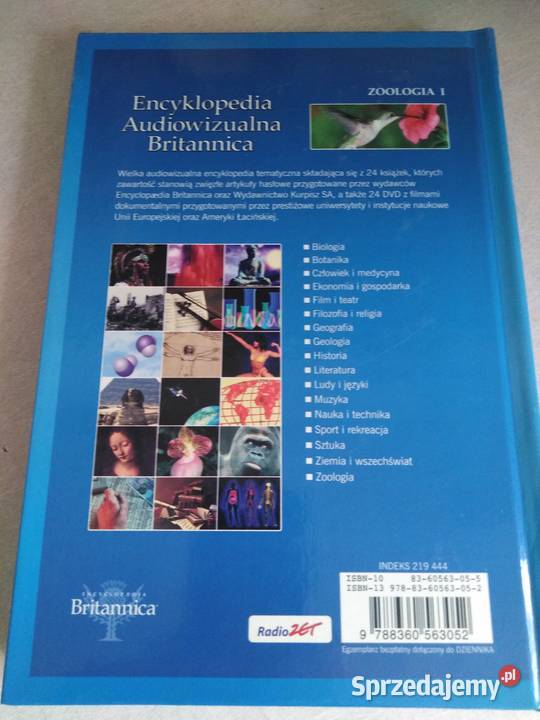 ZOOLOGIA I
Encyklopedia
Audiowizualna
Britannica
Wielka audiowizualna encyklopedia tematyczna składająca się z 24 książek, których
zawartość stanowią zwięzłe artykuły hasłowe przygotowane przez wydawców
Encyclopædia Britannica oraz Wydawnictwo Kurpisz SA, a także 24 DVD z filmami
dokumentalnymi przygotowanymi przez prestiżowe uniwersytety i instytucje naukowe
Unii Europejskiej oraz Ameryki Łacińskiej.
Biologia
Botanika
Człowiek i medycyna
Ekonomia i gospodarka
Film i teatr
Filozofia i religia
Geografia
Geologia
Historia
Literatura
Ludy i języki
Muzyka
Nauka i technika
Sport i rekreacja
Sztuka
Ziemia i wszechświat
Zoologia
INDEKS 219 444
ISBN-10 83-60563-05-5
ISBN-13 978-83-60563-05-2
9 788360 563052
Egzemplarz bezpłatny dołączony do DZIENNIKA
ENCYCLOPÆDIA
Britannica
Radio ZET
Sprzedajemy.pl